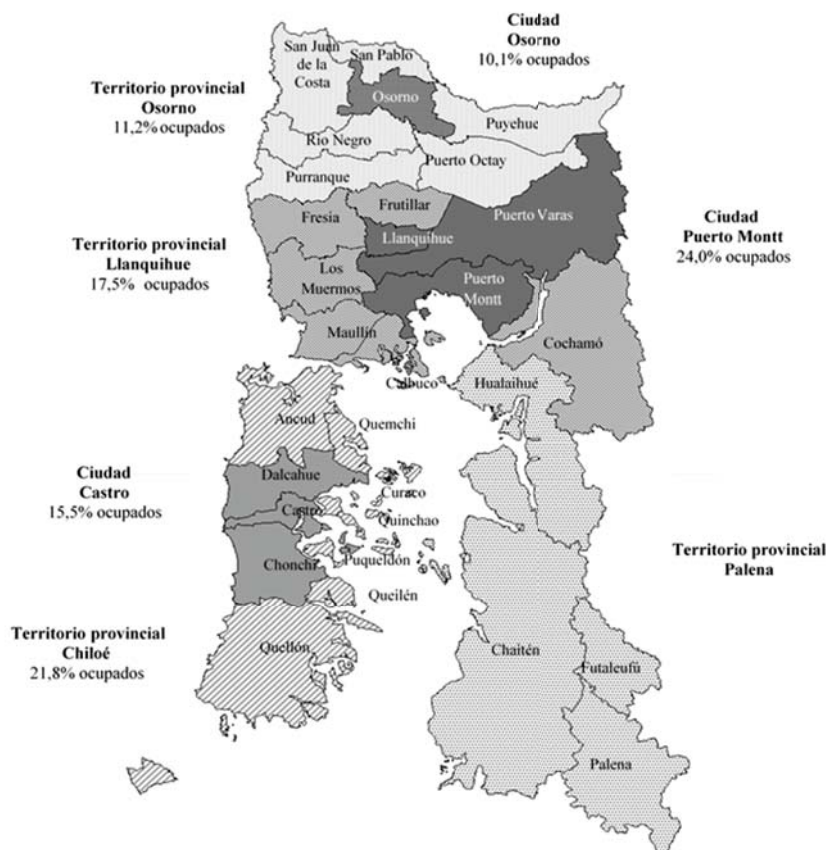 Ciudad
Osorno
10,1% ocupados
San Juan
de la
Costa
San Pablo
Territorio provincial
Osorno
11,2% ocupados
Osorno
Puyehue
Río Negro
Puerto Octay
Purranque
Frutillar
Fresia
Puerto Varas
Llanquihue
Ciudad
Puerto Montt
24,0% ocupados
Territorio provincial
Llanquihue
17,5% ocupados
Los
Muermos
Puerto
Montt
Maullín
Cochamó
Calbuco
Hualaihué
Ancud
Quemchi
Ciudad
Castro
15,5% ocupados
Dalcahue
Curaco
Castro
Quinchao
Territorio provincial
Palena
Chonchi
Puqueldón
Queilén
Territorio provincial
Chiloé
21,8% ocupados
Quellón
Chaitén
Futaleufú
Palena